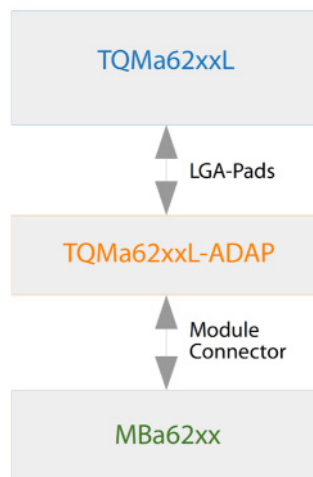 TQMa62xxL
LGA-Pads
TQMa62xxL-ADAP
Module
Connector
MBa62xx